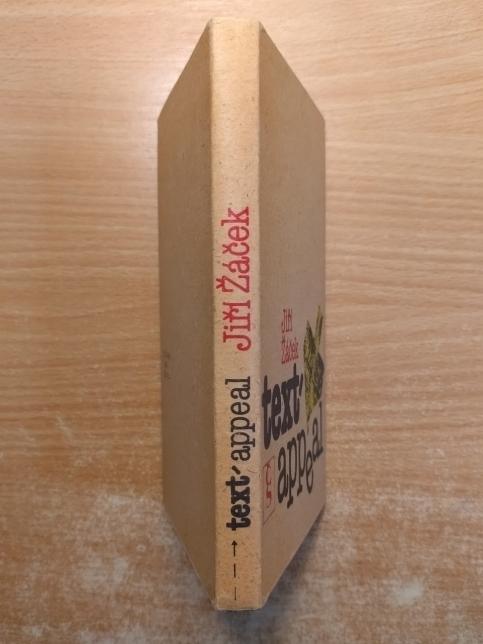 text' appeal Jiří Žáček
Jiří
Žáček
text'
appeal